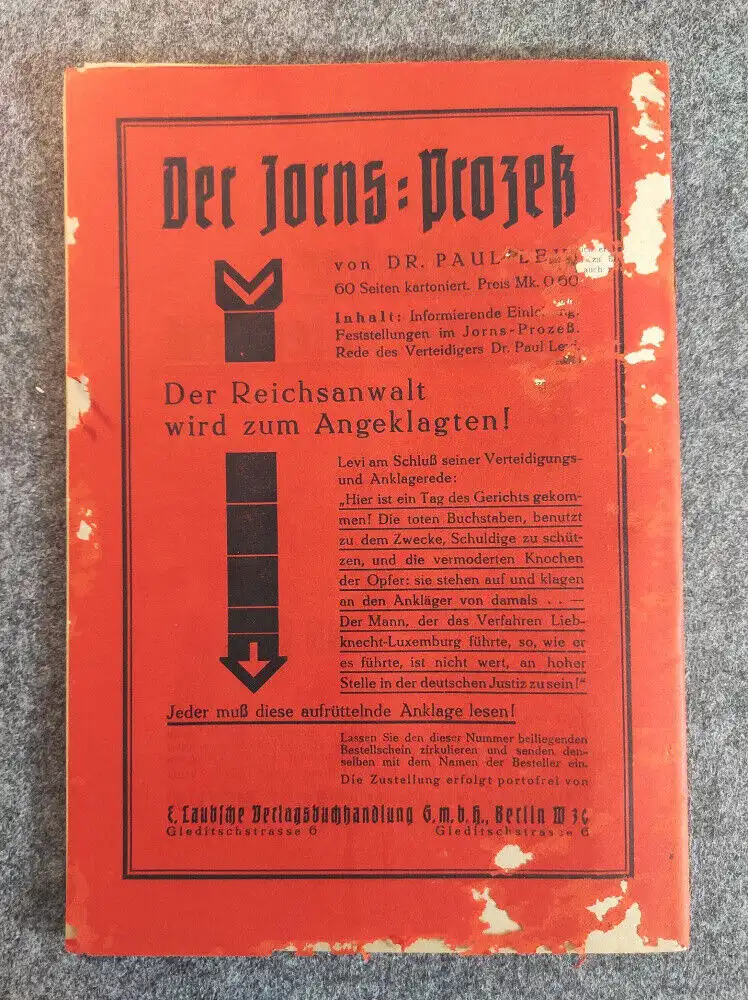 Der Jorns=Prozeß
von DR. PAUL
60 Seiten kartoniert. Preis Mk. 0.60
Inhalt: Informierende
Feststellungen im Jorns-Prozeß.
Rede des Verteidigers Dr. Paul Levi.
Der Reichsanwalt
wird zum Angeklagten!
Levi am Schluß seiner Verteidigungs-
und Anklagerede:
„Hier ist ein Tag des Gerichts gekom-
men! Die toten Buchstaben, benutzt
zu dem Zwecke, Schuldige zu schüt-
zen, und die vermoderten Knochen
der Opfer: sie stehen auf und klagen
an den Ankläger von damals . . —
Der Mann, der das Verfahren Lieb-
knecht-Luxemburg führte, so, wie er
es führte, ist nicht wert, an hoher
Stelle in der deutschen Justiz zu sein!"
Jeder muß diese aufrüttelnde Anklage lesen!
Lassen Sie den dieser Nummer beiliegenden
Bestellschein zirkulieren und senden den-
selben mit dem Namen der Besteller ein.
Die Zustellung erfolgt portofrei von
E. Laubsche Verlagsbuchhandlung G. m. b. H., Berlin W 30
Gleditschstrasse 6 Gleditschstrasse 6